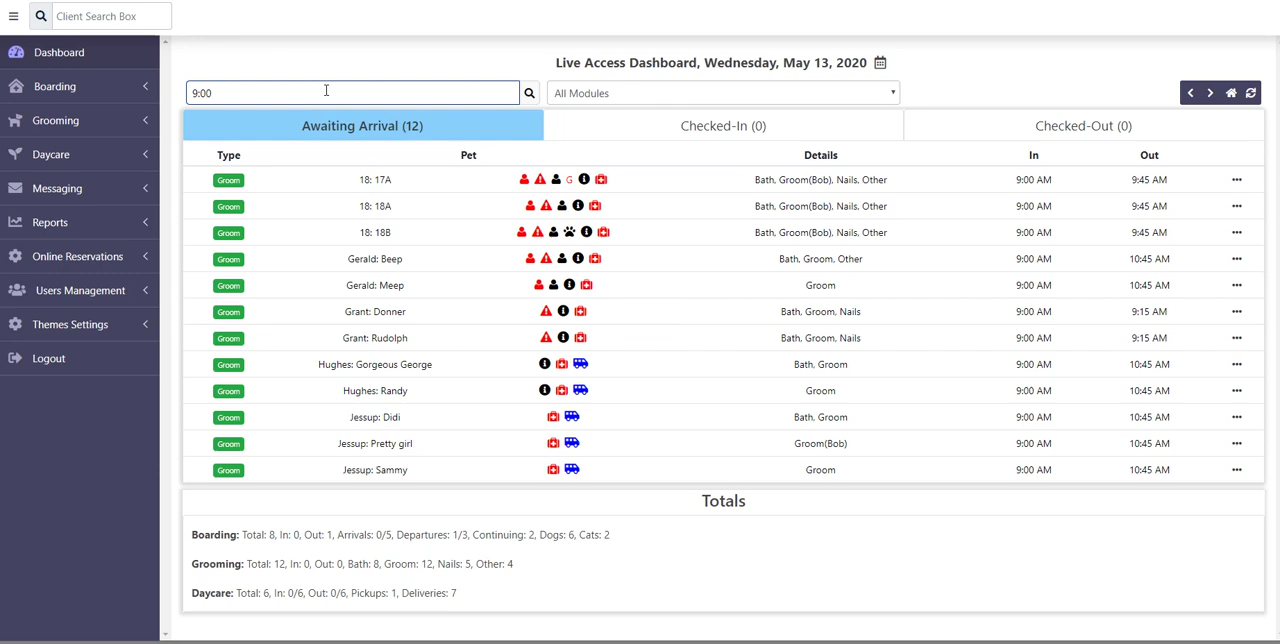 Client Search Box
Dashboard
Boarding
Grooming
Daycare
Messaging
Reports
Online Reservations
Users Management
Themes Settings
Logout
Live Access Dashboard, Wednesday, May 13, 2020
9:00
All Modules
Awaiting Arrival (12) Checked-In (0) Checked-Out (0)
Type Pet Details In Out
Groom 18: 17A G Bath, Groom(Bob), Nails, Other 9:00 AM 9:45 AM
Groom 18: 18A Bath, Groom(Bob), Nails, Other 9:00 AM 9:45 AM
Groom 18: 18B Bath, Groom(Bob), Nails, Other 9:00 AM 9:45 AM
Groom Gerald: Beep Bath, Groom, Other 9:00 AM 10:45 AM
Groom Gerald: Meep Groom 9:00 AM 10:45 AM
Groom Grant: Donner Bath, Groom, Nails 9:00 AM 9:15 AM
Groom Grant: Rudolph Bath, Groom, Nails 9:00 AM 9:15 AM
Groom Hughes: Gorgeous George Bath, Groom 9:00 AM 10:45 AM
Groom Hughes: Randy Groom 9:00 AM 10:45 AM
Groom Jessup: Didi Bath, Groom 9:00 AM 10:45 AM
Groom Jessup: Pretty girl Groom(Bob) 9:00 AM 10:45 AM
Groom Jessup: Sammy Groom 9:00 AM 10:45 AM
Totals
Boarding: Total: 8, In: 0, Out: 1, Arrivals: 0/5, Departures: 1/3, Continuing: 2, Dogs: 6, Cats: 2
Grooming: Total: 12, In: 0, Out: 0, Bath: 8, Groom: 12, Nails: 5, Other: 4
Daycare: Total: 6, In: 0/6, Out: 0/6, Pickups: 1, Deliveries: 7